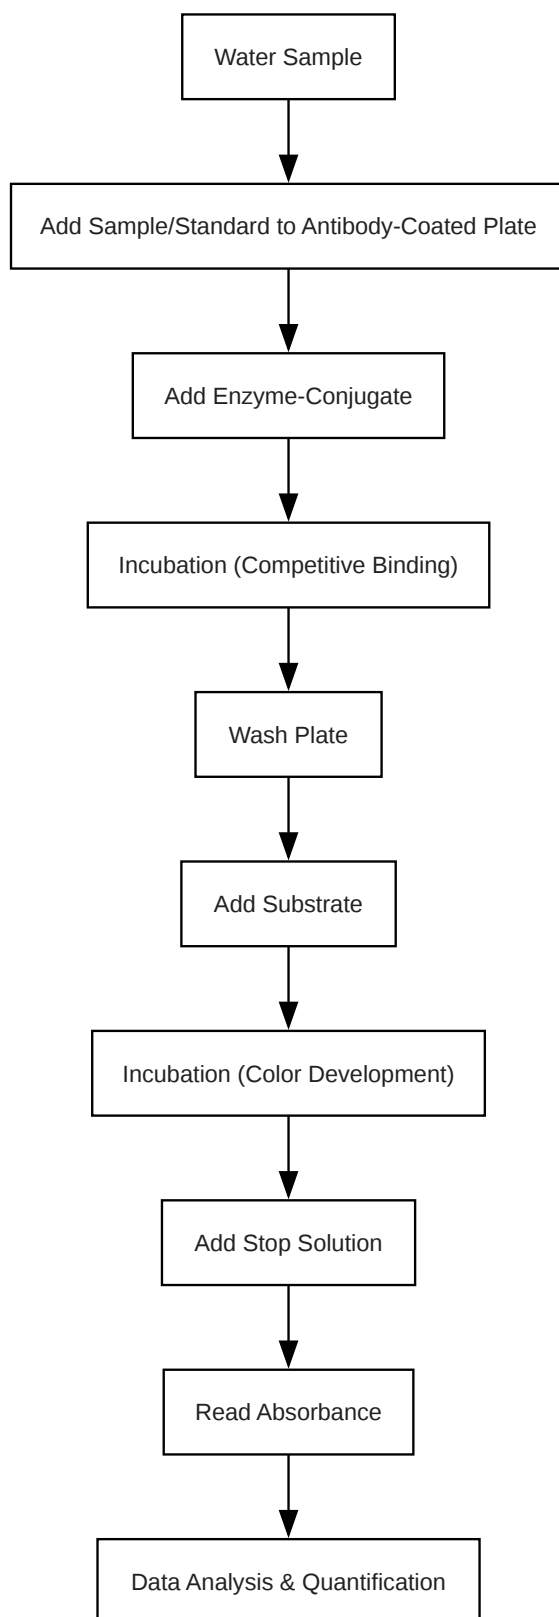 Water Sample
Add Sample/Standard to Antibody-Coated Plate
Add Enzyme-Conjugate
Incubation (Competitive Binding)
Wash Plate
Add Substrate
Incubation (Color Development)
Add Stop Solution
Read Absorbance
Data Analysis & Quantification